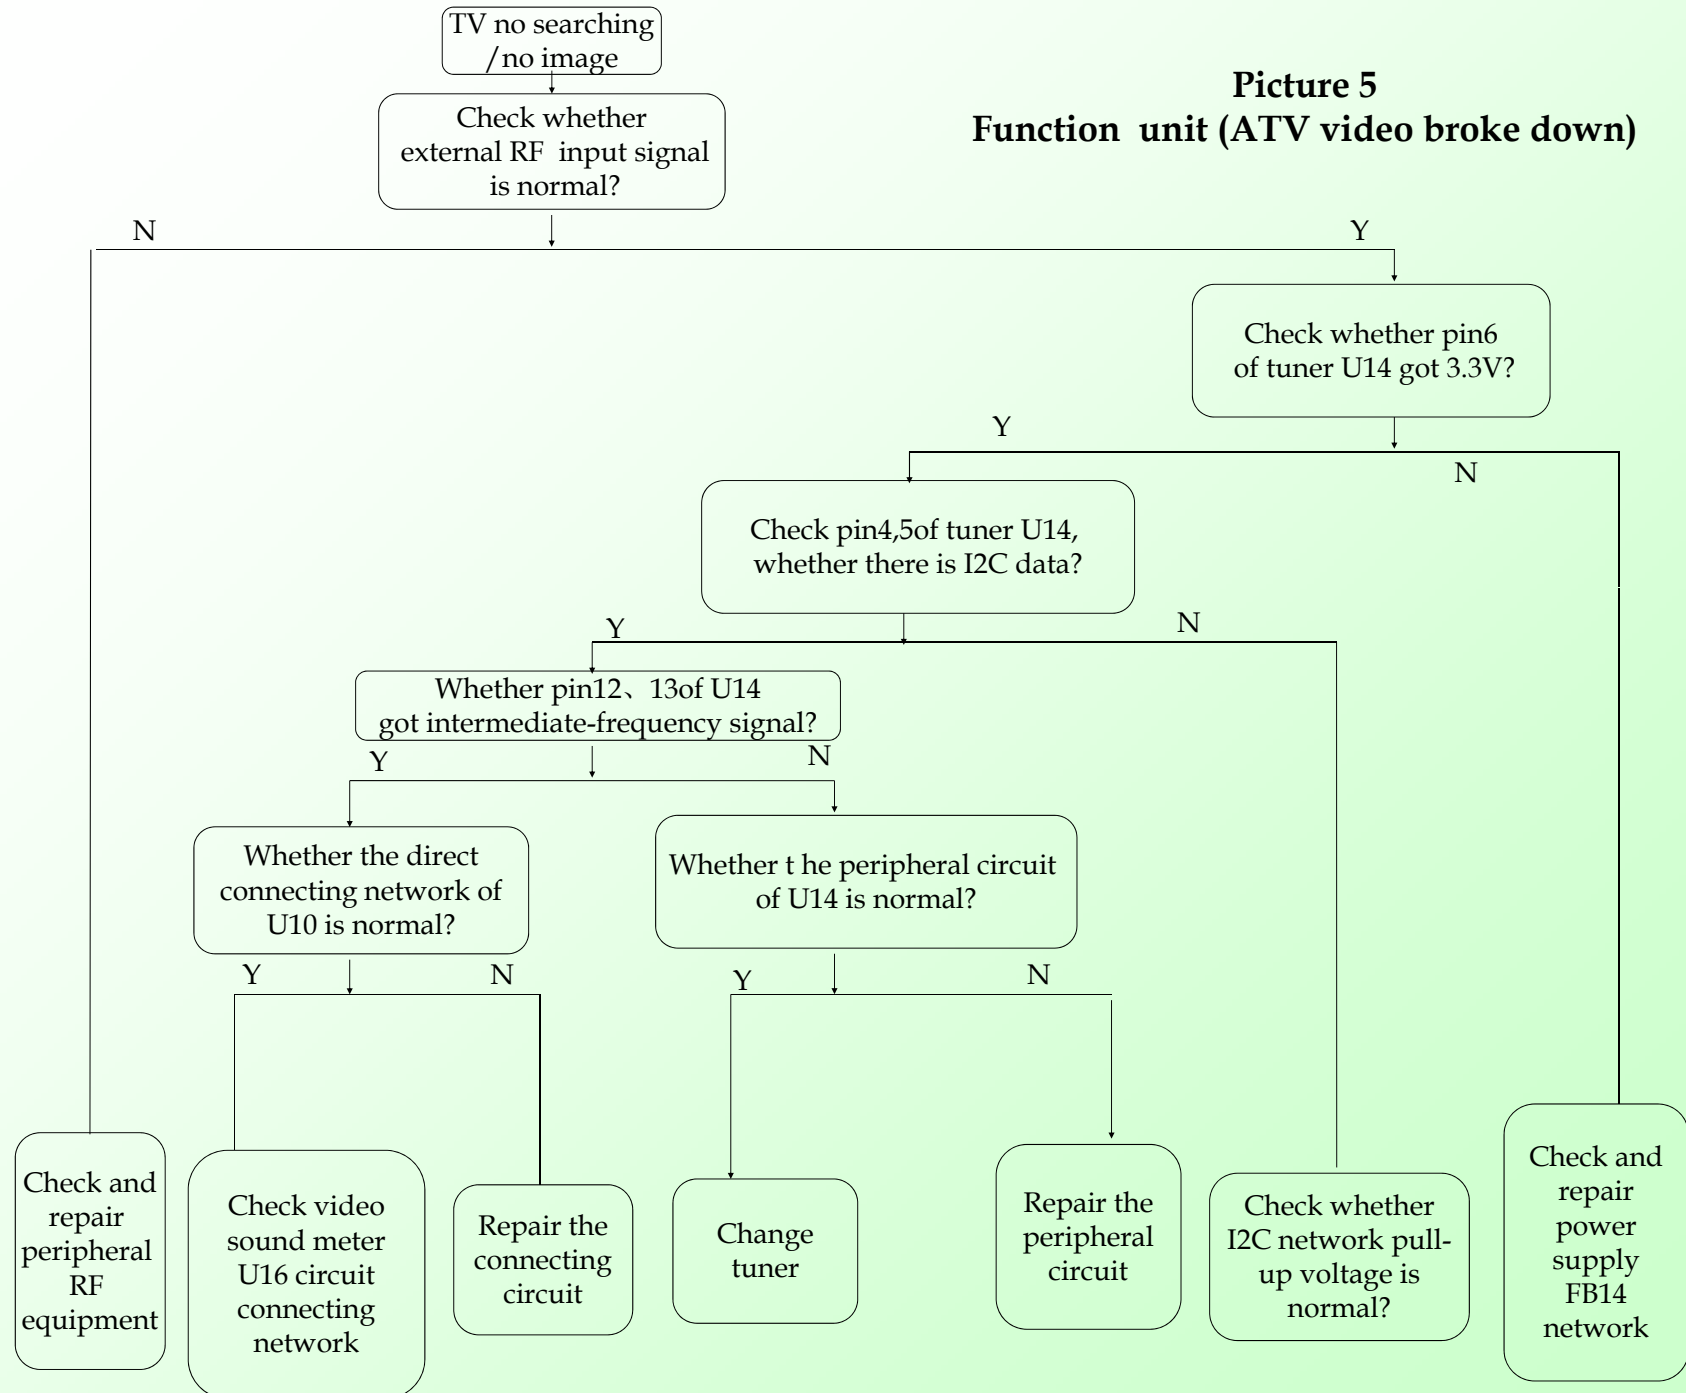 TV no searching
/no image
Picture 5
Function unit (ATV video broke down)
Check whether
external RF input signal
is normal?
N
Y
Check whether pin6
of tuner U14 got 3.3V?
Y
N
Check pin4,5of tuner U14,
whether there is I2C data?
Y
N
Whether pin12、13of U14
got intermediate-frequency signal?
Y
N
Whether the direct
connecting network of
U10 is normal?
Whether t he peripheral circuit
of U14 is normal?
Y
N
Y
N
Check and
repair
peripheral
RF
equipment
Check video
sound meter
U16 circuit
connecting
network
Repair the
connecting
circuit
Change
tuner
Repair the
peripheral
circuit
Check whether
I2C network pull-
up voltage is
normal?
Check and
repair
power
supply
FB14
network